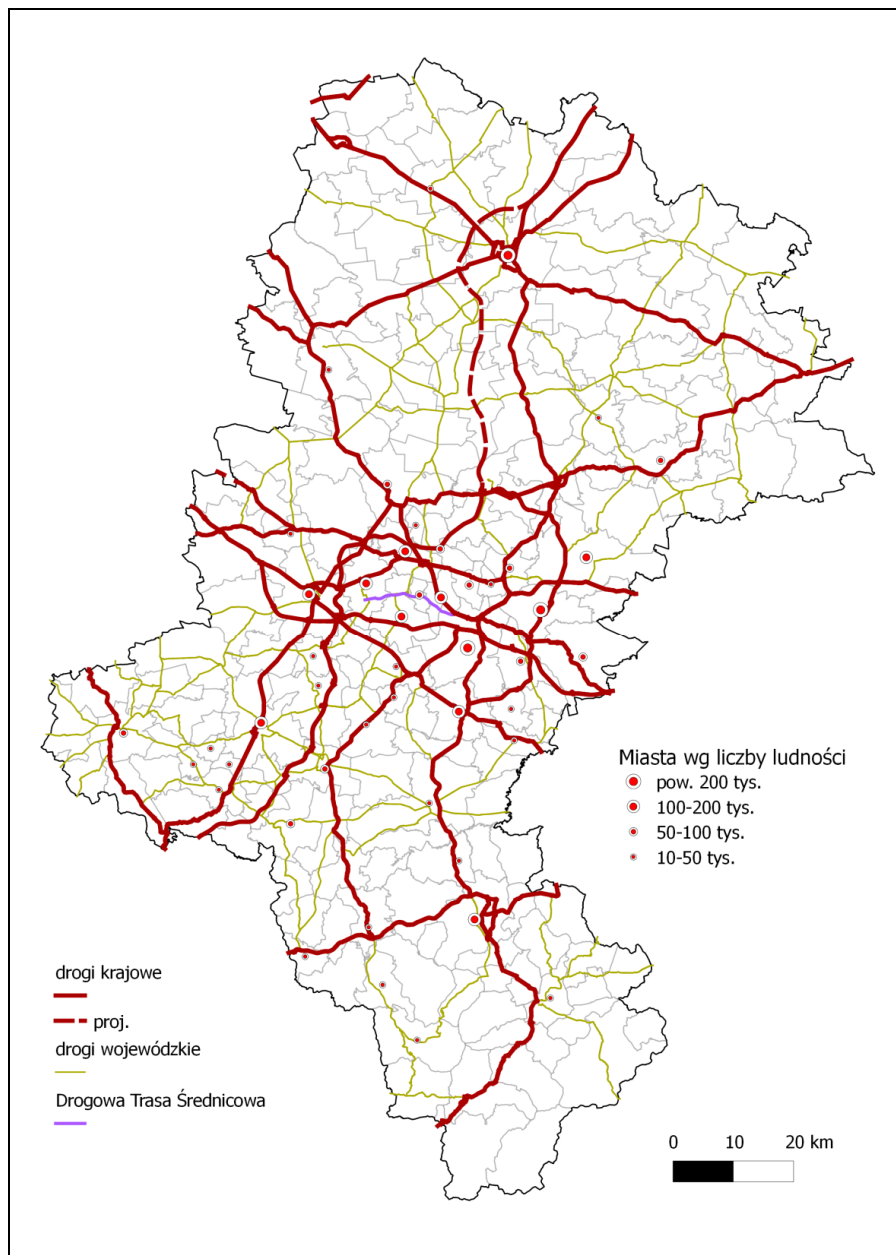 Miasta wg liczby ludności
pow. 200 tys.
100-200 tys.
50-100 tys.
10-50 tys.
drogi krajowe
proj.
drogi wojewódzkie
Drogowa Trasa Średnicowa
0 10 20 km